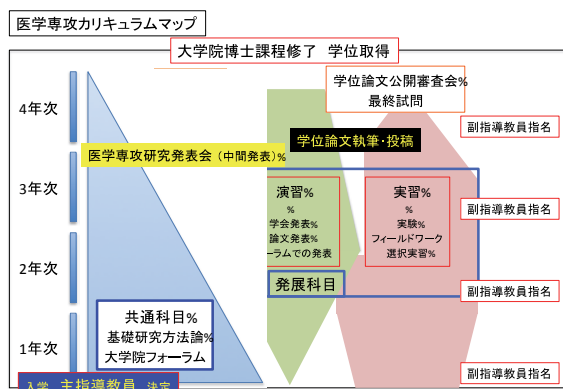 医学専攻カリキュラムマップ
大学院博士課程修了 学位取得
学位論文公開審査会%
最終試問
4年次
副指導教員指名
学位論文執筆・投稿
医学専攻研究発表会（中間発表）%
3年次
演習%
%
学会発表%
論文発表%
ーラムでの発表
実習%
%
実験%
フィールドワーク
選択実習%
副指導教員指名
2年次
発展科目
副指導教員指名
共通科目%
基礎研究方法論%
大学院フォーラム
1年次
副指導教員指名
入学 主指導教員 決定